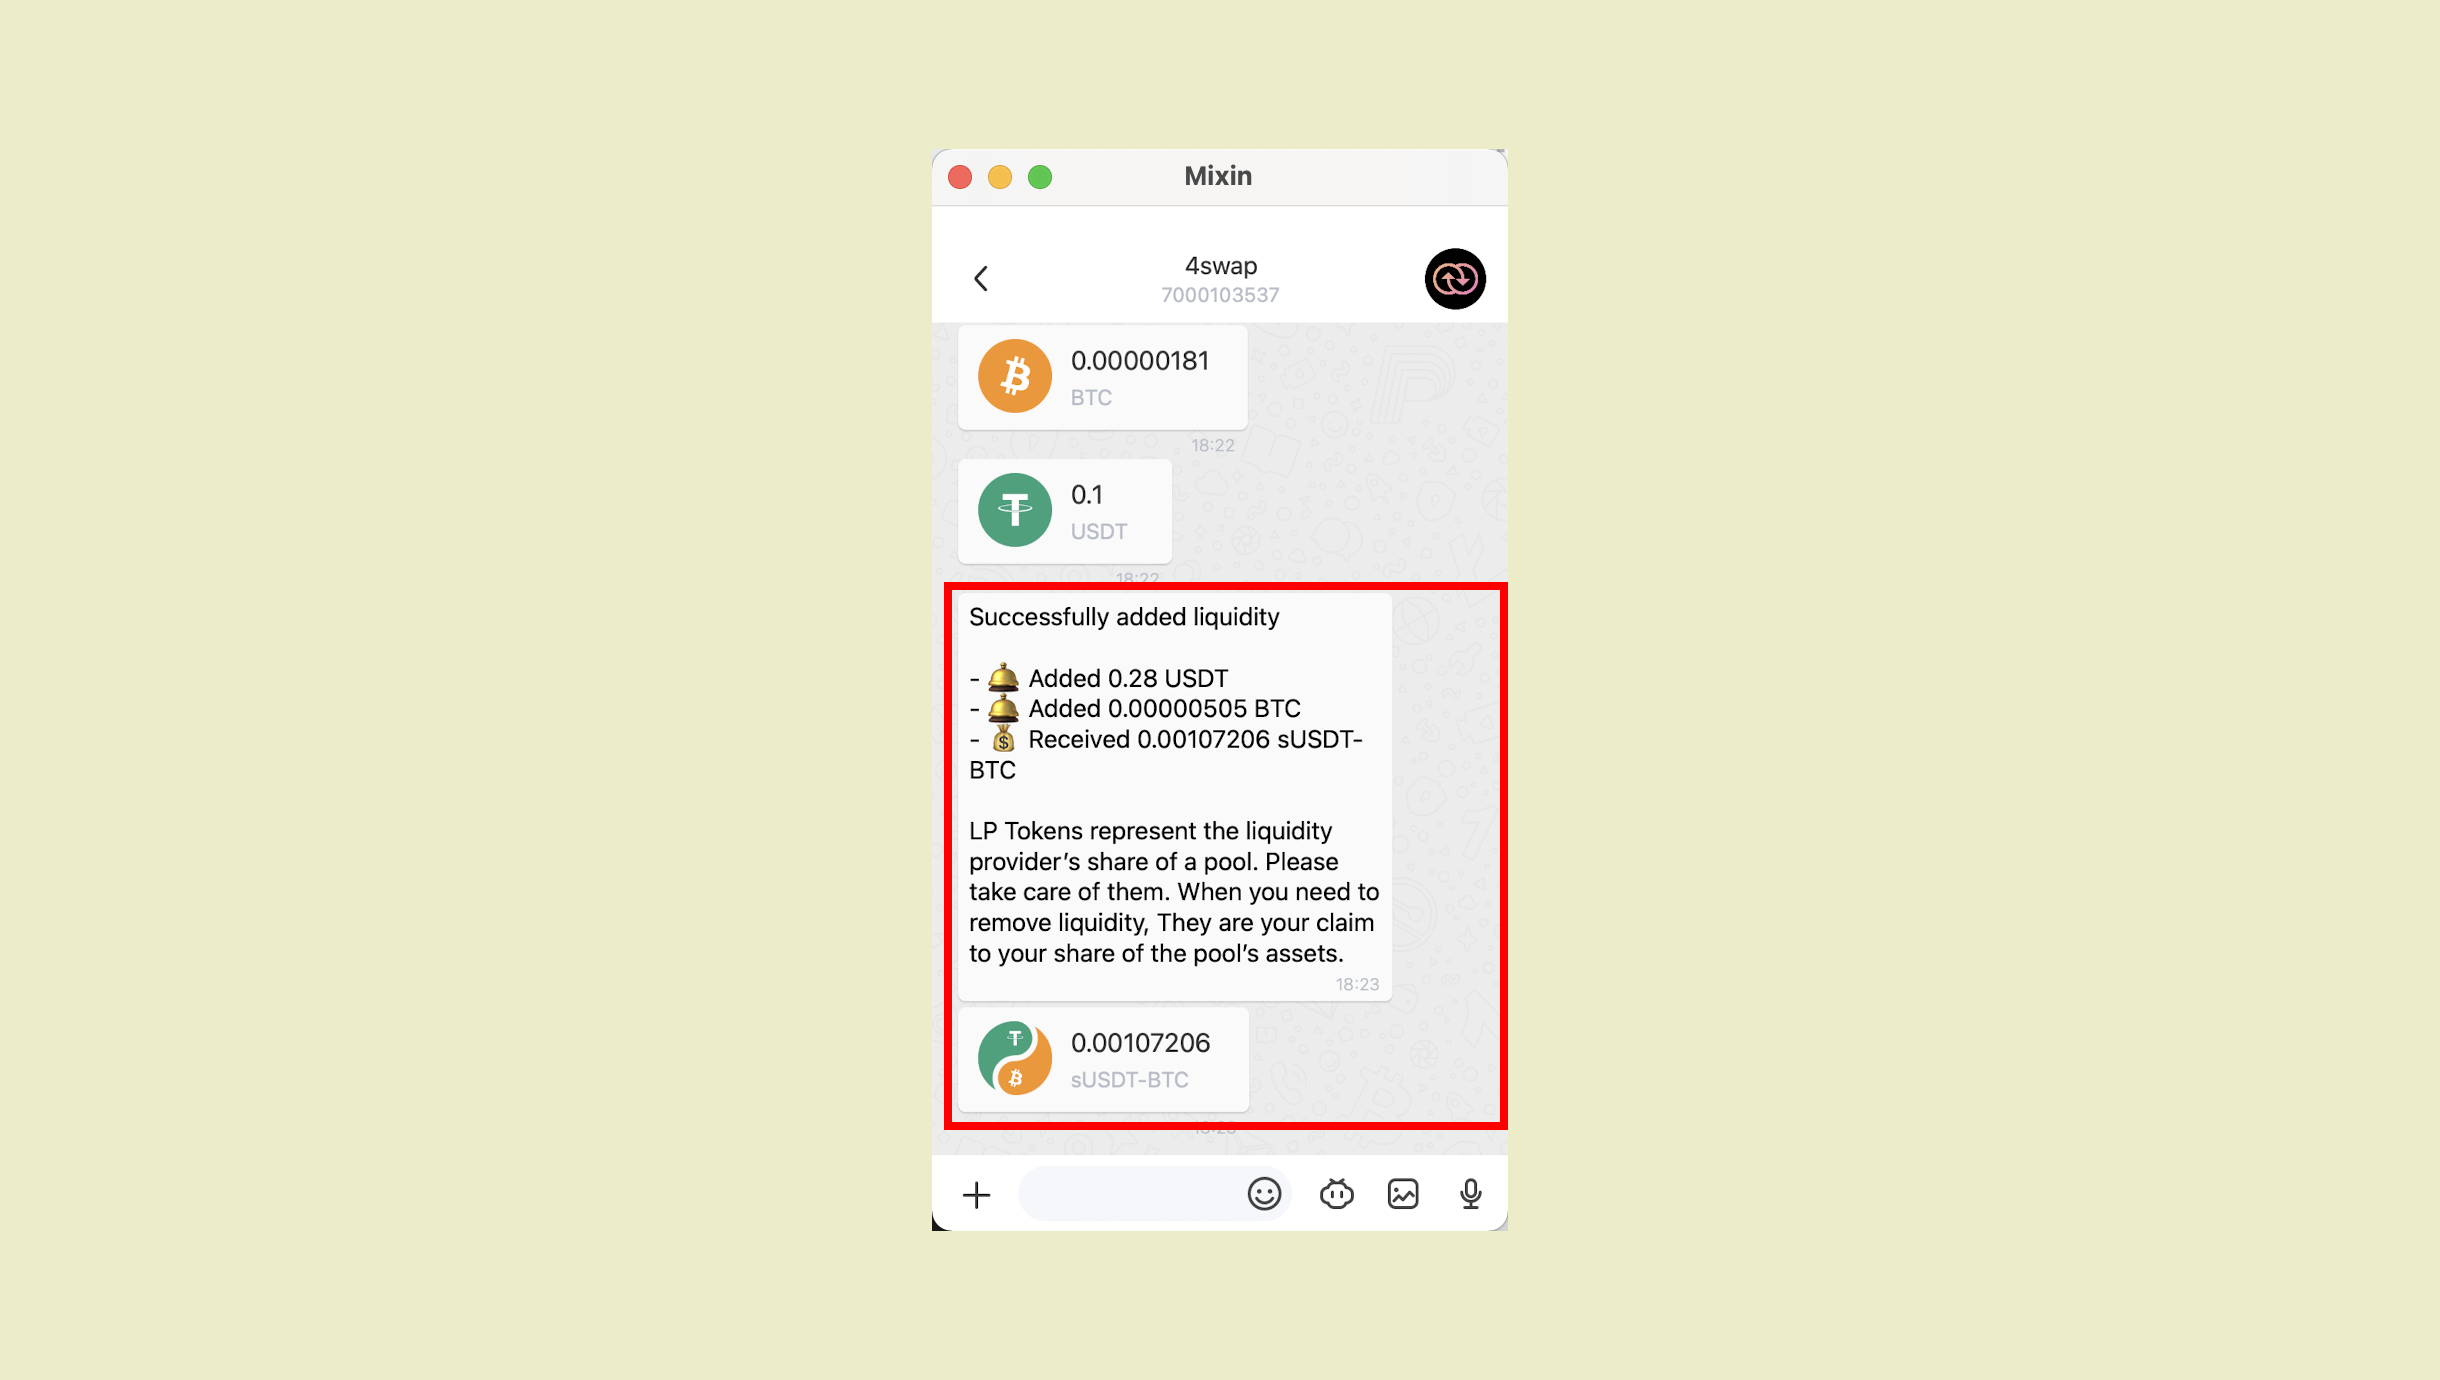 Mixin
4swap
7000103537
0.00000181
BTC
18:22
0.1
USDT
18:22
Successfully added liquidity
- 🛎️ Added 0.28 USDT
- 🛎️ Added 0.00000505 BTC
- 💰 Received 0.00107206 sUSDT-
BTC
LP Tokens represent the liquidity
provider’s share of a pool. Please
take care of them. When you need to
remove liquidity, They are your claim
to your share of the pool’s assets.
18:23
0.00107206
sUSDT-BTC
18:23